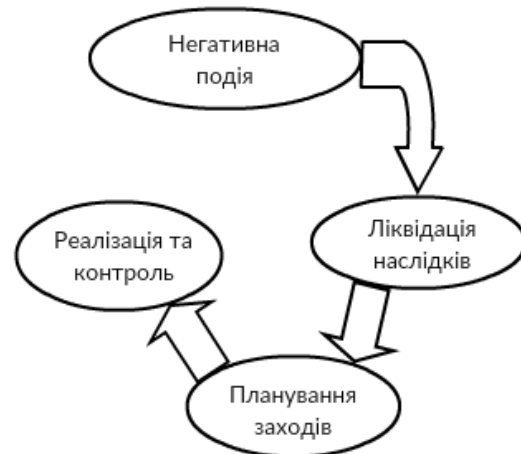 Негативна
подія
Ліквідація
наслідків
Планування
заходів
Реалізація та
контроль